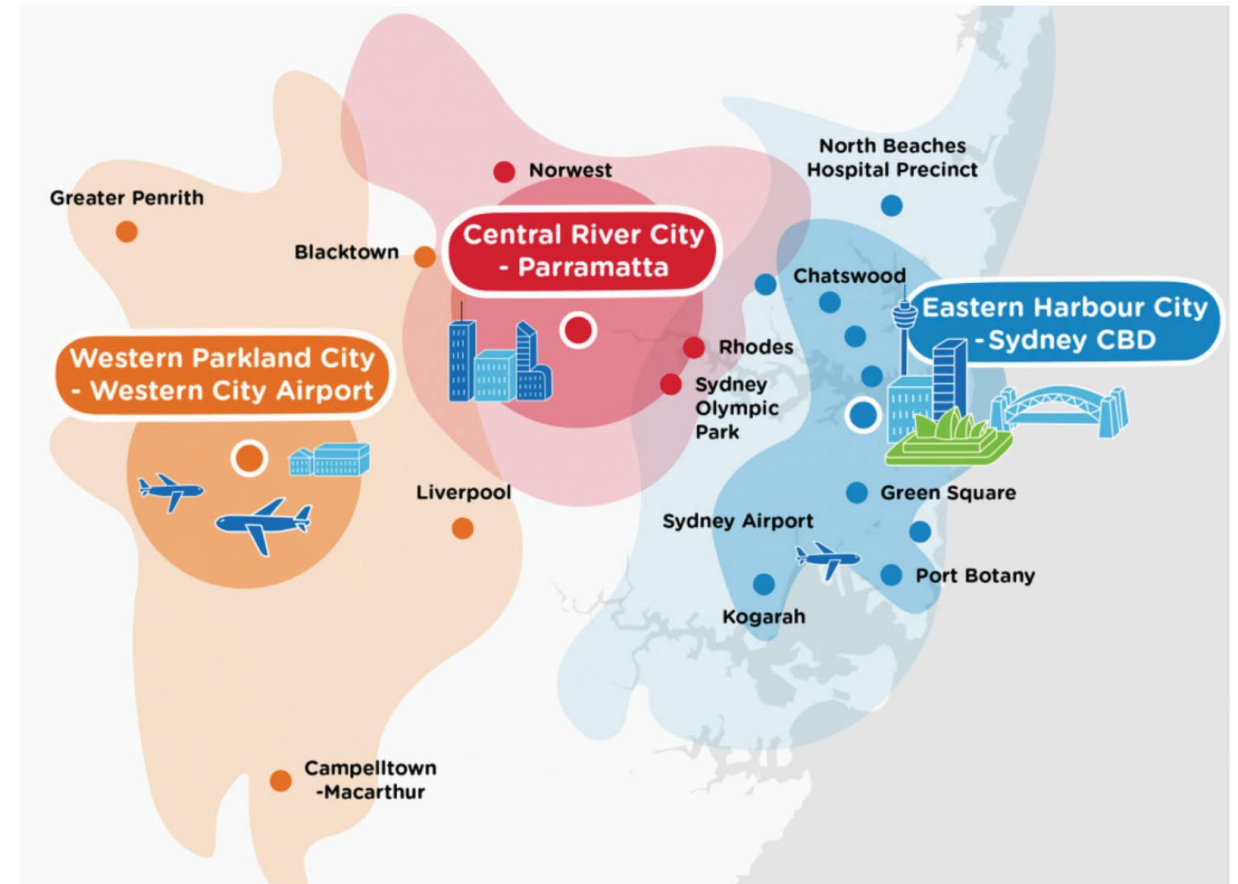 North Beaches
Hospital Precinct
Norwest
Greater Penrith
Blacktown
Central River City
- Parramatta
Chatswood
Eastern Harbour City
- Sydney CBD
Rhodes
Western Parkland City
- Western City Airport
Sydney
Olympic
Park
Liverpool
Green Square
Sydney Airport
Port Botany
Kogarah
Campelltown
-Macarthur